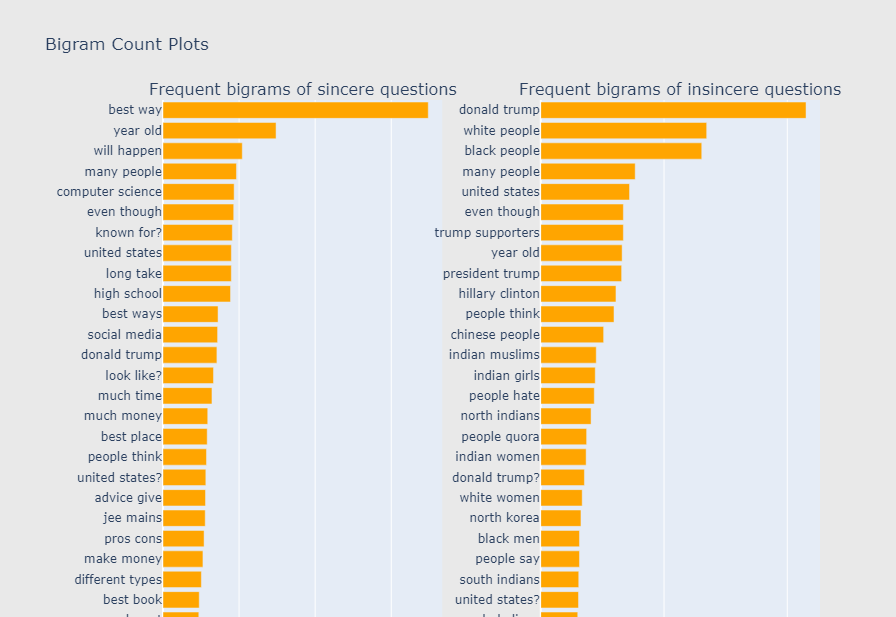 Bigram Count Plots
Frequent bigrams of sincere questions
best way
year old
will happen
many people
computer science
even though
known for?
united states
long take
high school
best ways
social media
donald trump
look like?
much time
much money
best place
people think
united states?
advice give
jee mains
pros cons
make money
different types
best book
Frequent bigrams of insincere questions
donald trump
white people
black people
many people
united states
even though
trump supporters
year old
president trump
hillary clinton
people think
chinese people
indian muslims
indian girls
people hate
north indians
people quora
indian women
donald trump?
white women
north korea
black men
people say
south indians
united states?